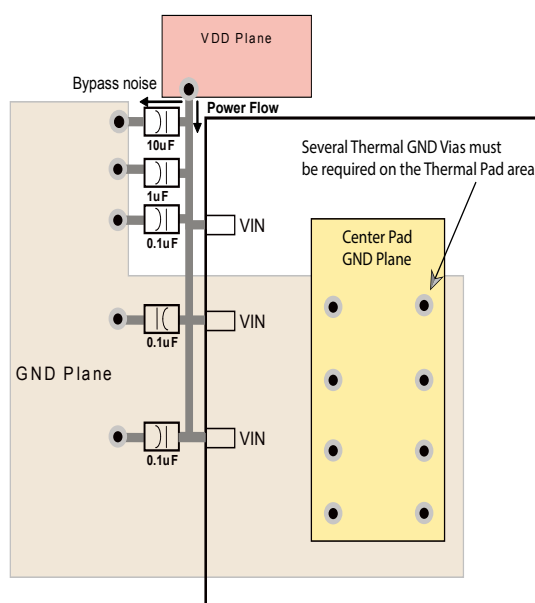 VDD Plane
Bypass noise
Power Flow
10uF
Several Thermal GND Vias must
be required on the Thermal Pad area
1uF
0.1uF
VIN
Center Pad
GND Plane
0.1uF
VIN
GND Plane
0.1uF
VIN